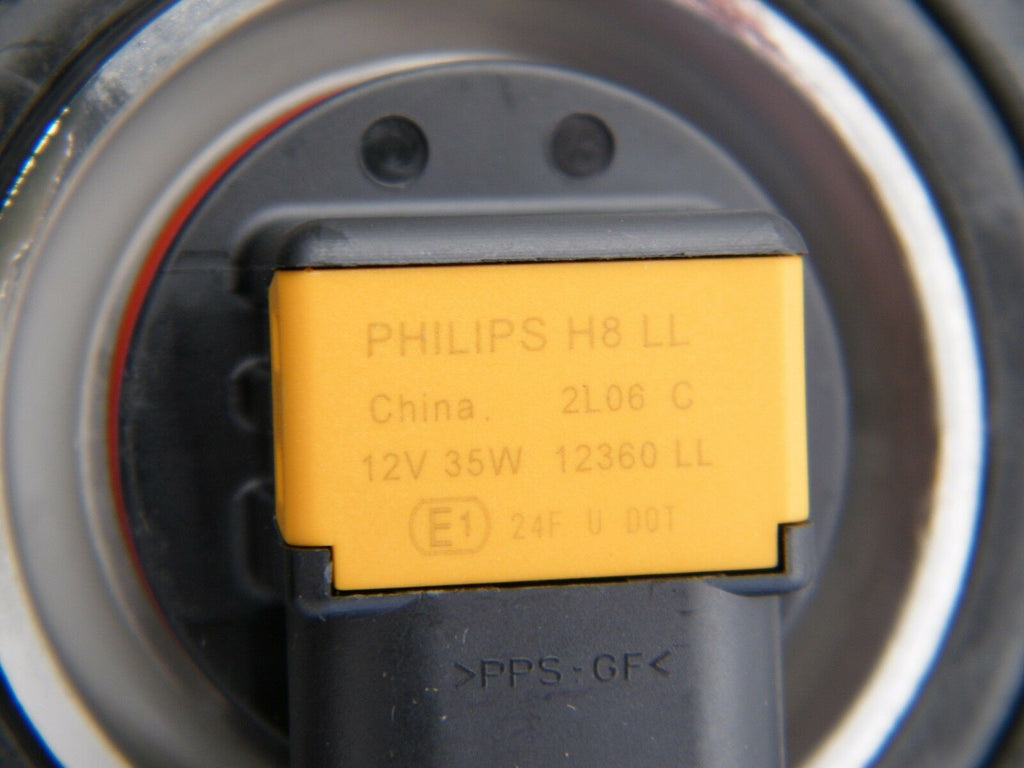 PHILIPS H8 LL
China. 2L06 C
12V 35W 12360 LL
E1 24F U DOT
>PPS-GF<